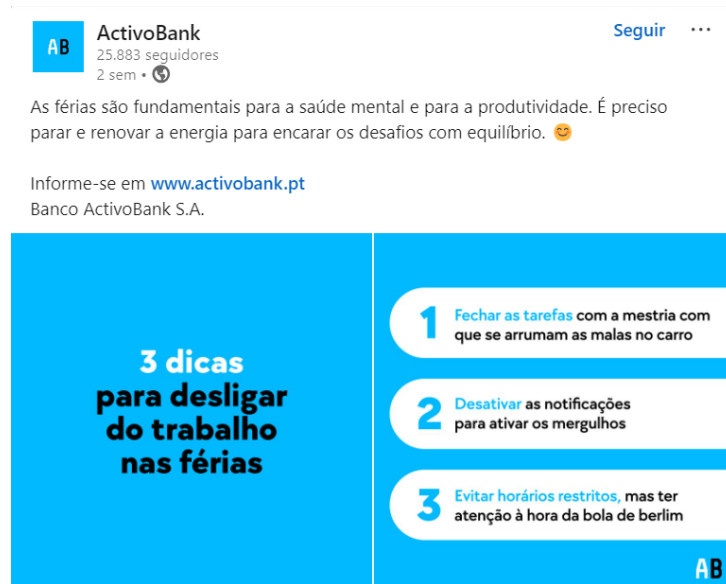 AB
ActivoBank
25.883 seguidores
2 sem •
Seguir ...
As férias são fundamentais para a saúde mental e para a produtividade. É preciso
parar e renovar a energia para encarar os desafios com equilíbrio. 😊
Informe-se em www.activobank.pt
Banco ActivoBank S.A.
3 dicas
para desligar
do trabalho
nas férias
1 Fechar as tarefas com a mestria com
que se arrumam as malas no carro
2 Desativar as notificações
para ativar os mergulhos
3 Evitar horários restritos, mas ter
atenção à hora da bola de berlim
AB